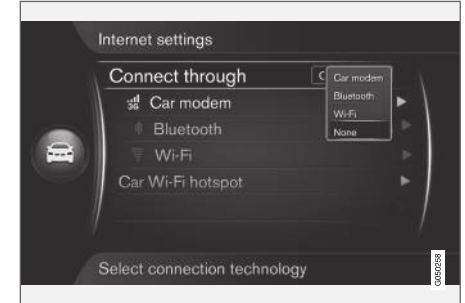 Internet settings
Connect through
Car modem
Bluetooth
Wi-Fi
None
3G Car modem
Bluetooth
Wi-Fi
Car Wi-Fi hotspot
Select connection technology
G050258